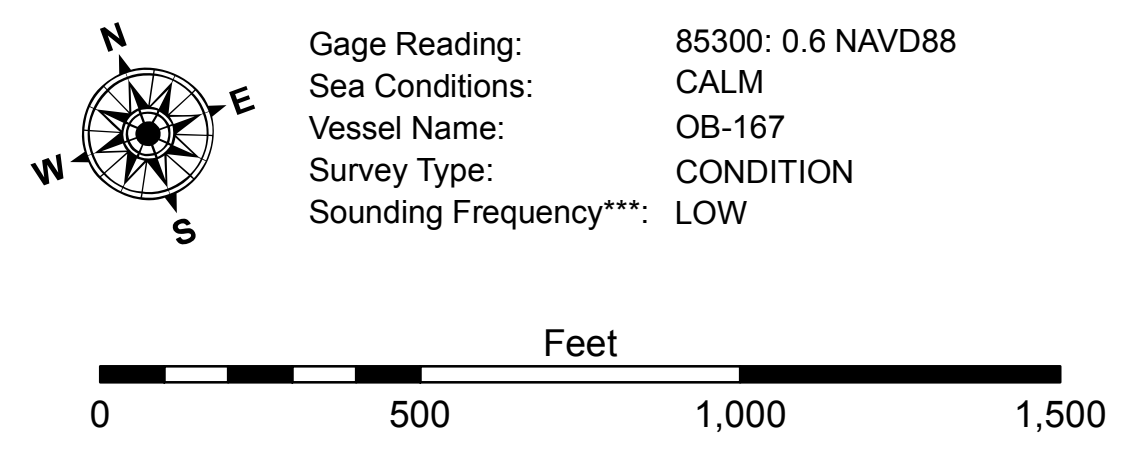 N
E
W
S
Gage Reading: 85300: 0.6 NAVD88
Sea Conditions: CALM
Vessel Name: OB-167
Survey Type: CONDITION
Sounding Frequency***: LOW
Feet
0 500 1,000 1,500